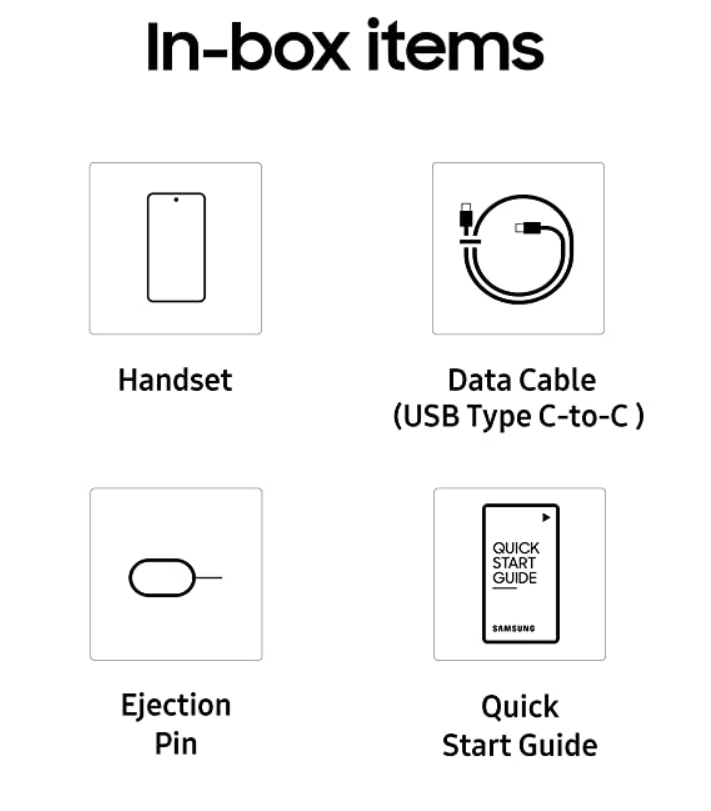 In-box items
Handset
Data Cable
(USB Type C-to-C )
QUICK
START
GUIDE
SAMSUNG
Ejection
Pin
Quick
Start Guide